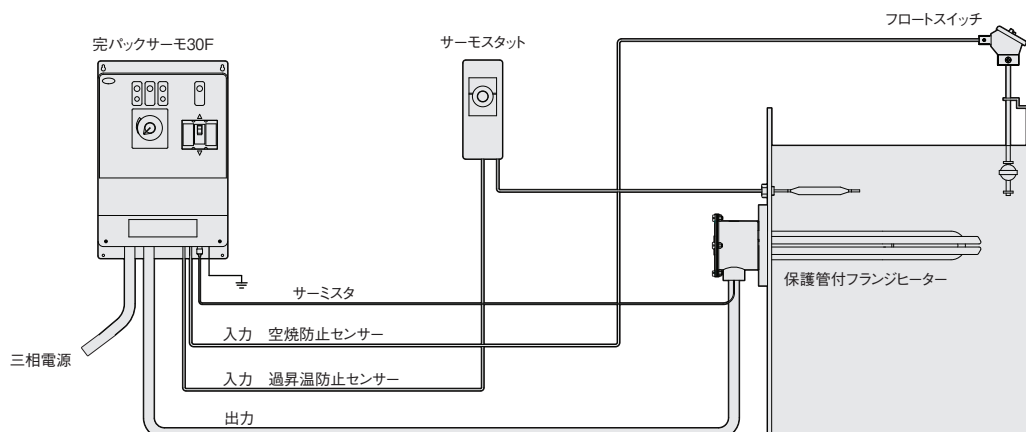 フロートスイッチ
完パックサーモ30F
サーモスタット
保護管付フランジヒーター
サーミスタ
入力 空焼防止センサー
三相電源
入力 過昇温防止センサー
出力